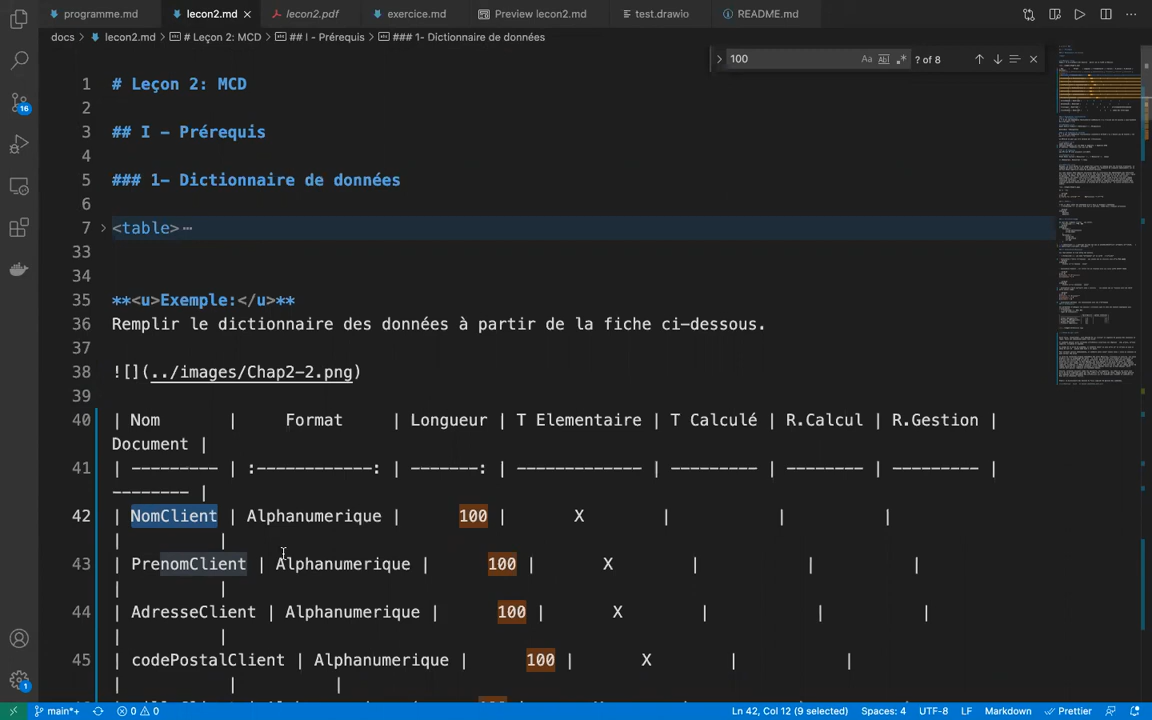 programme.md lecon2.md lecon2.pdf exercice.md Preview lecon2.md test.drawio README.md
docs > lecon2.md > # Leçon 2: MCD > ## I - Prérequis > ### 1- Dictionnaire de données
100 Aa ab ? of 8
1 # Leçon 2: MCD
2
3 ## I - Prérequis
4
5 ### 1- Dictionnaire de données
6
7 <table> ⋯
33
34
35 **<u>Exemple:</u>**
36 Remplir le dictionnaire des données à partir de la fiche ci-dessous.
37
38 ![](../images/Chap2-2.png)
39
40 | Nom | Format | Longueur | T Elementaire | T Calculé | R.Calcul | R.Gestion |
Document |
41 | --------- | :------------: | -------: | ------------- | --------- | -------- | --------- |
-------- |
42 | NomClient | Alphanumerique | 100 | X | | |
| |
43 | PrenomClient | Alphanumerique | 100 | X | | |
| |
44 | AdresseClient | Alphanumerique | 100 | X | | |
| |
45 | codePostalClient | Alphanumerique | 100 | X | |
| | |
16
1
main*+ 0 0 Ln 42, Col 12 (9 selected) Spaces: 4 UTF-8 LF Markdown Prettier